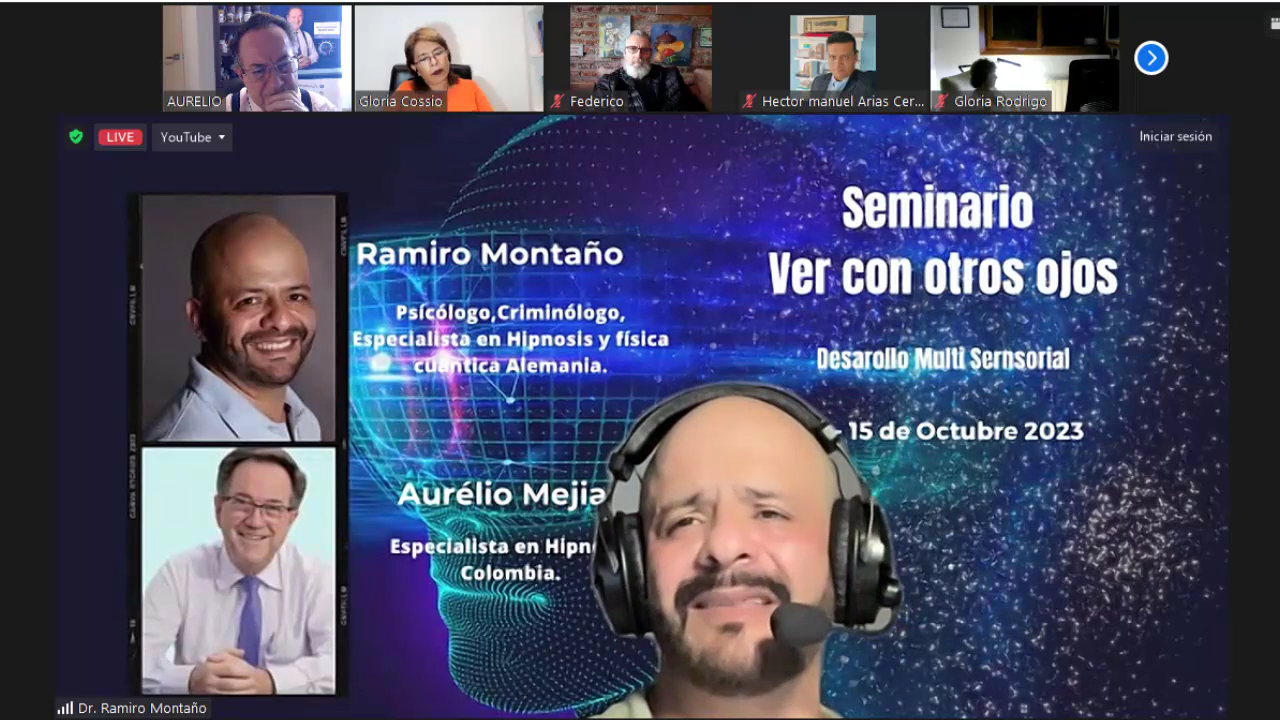 AURELIO
Gloria Cossio
Federico
Hector manuel Arias Cer...
Gloria Rodrigo
LIVE
YouTube
Iniciar sesión
Seminario
Ver con otros ojos
Desarollo Multi Sernsorial
- 15 de Octubre 2023
Ramiro Montaño
Psícólogo,Criminólogo,
Especialista en Hipnosis y física
cuántica Alemania.
Aurélio Mejia
Especialista en Hipn
Colombia.
Dr. Ramiro Montaño